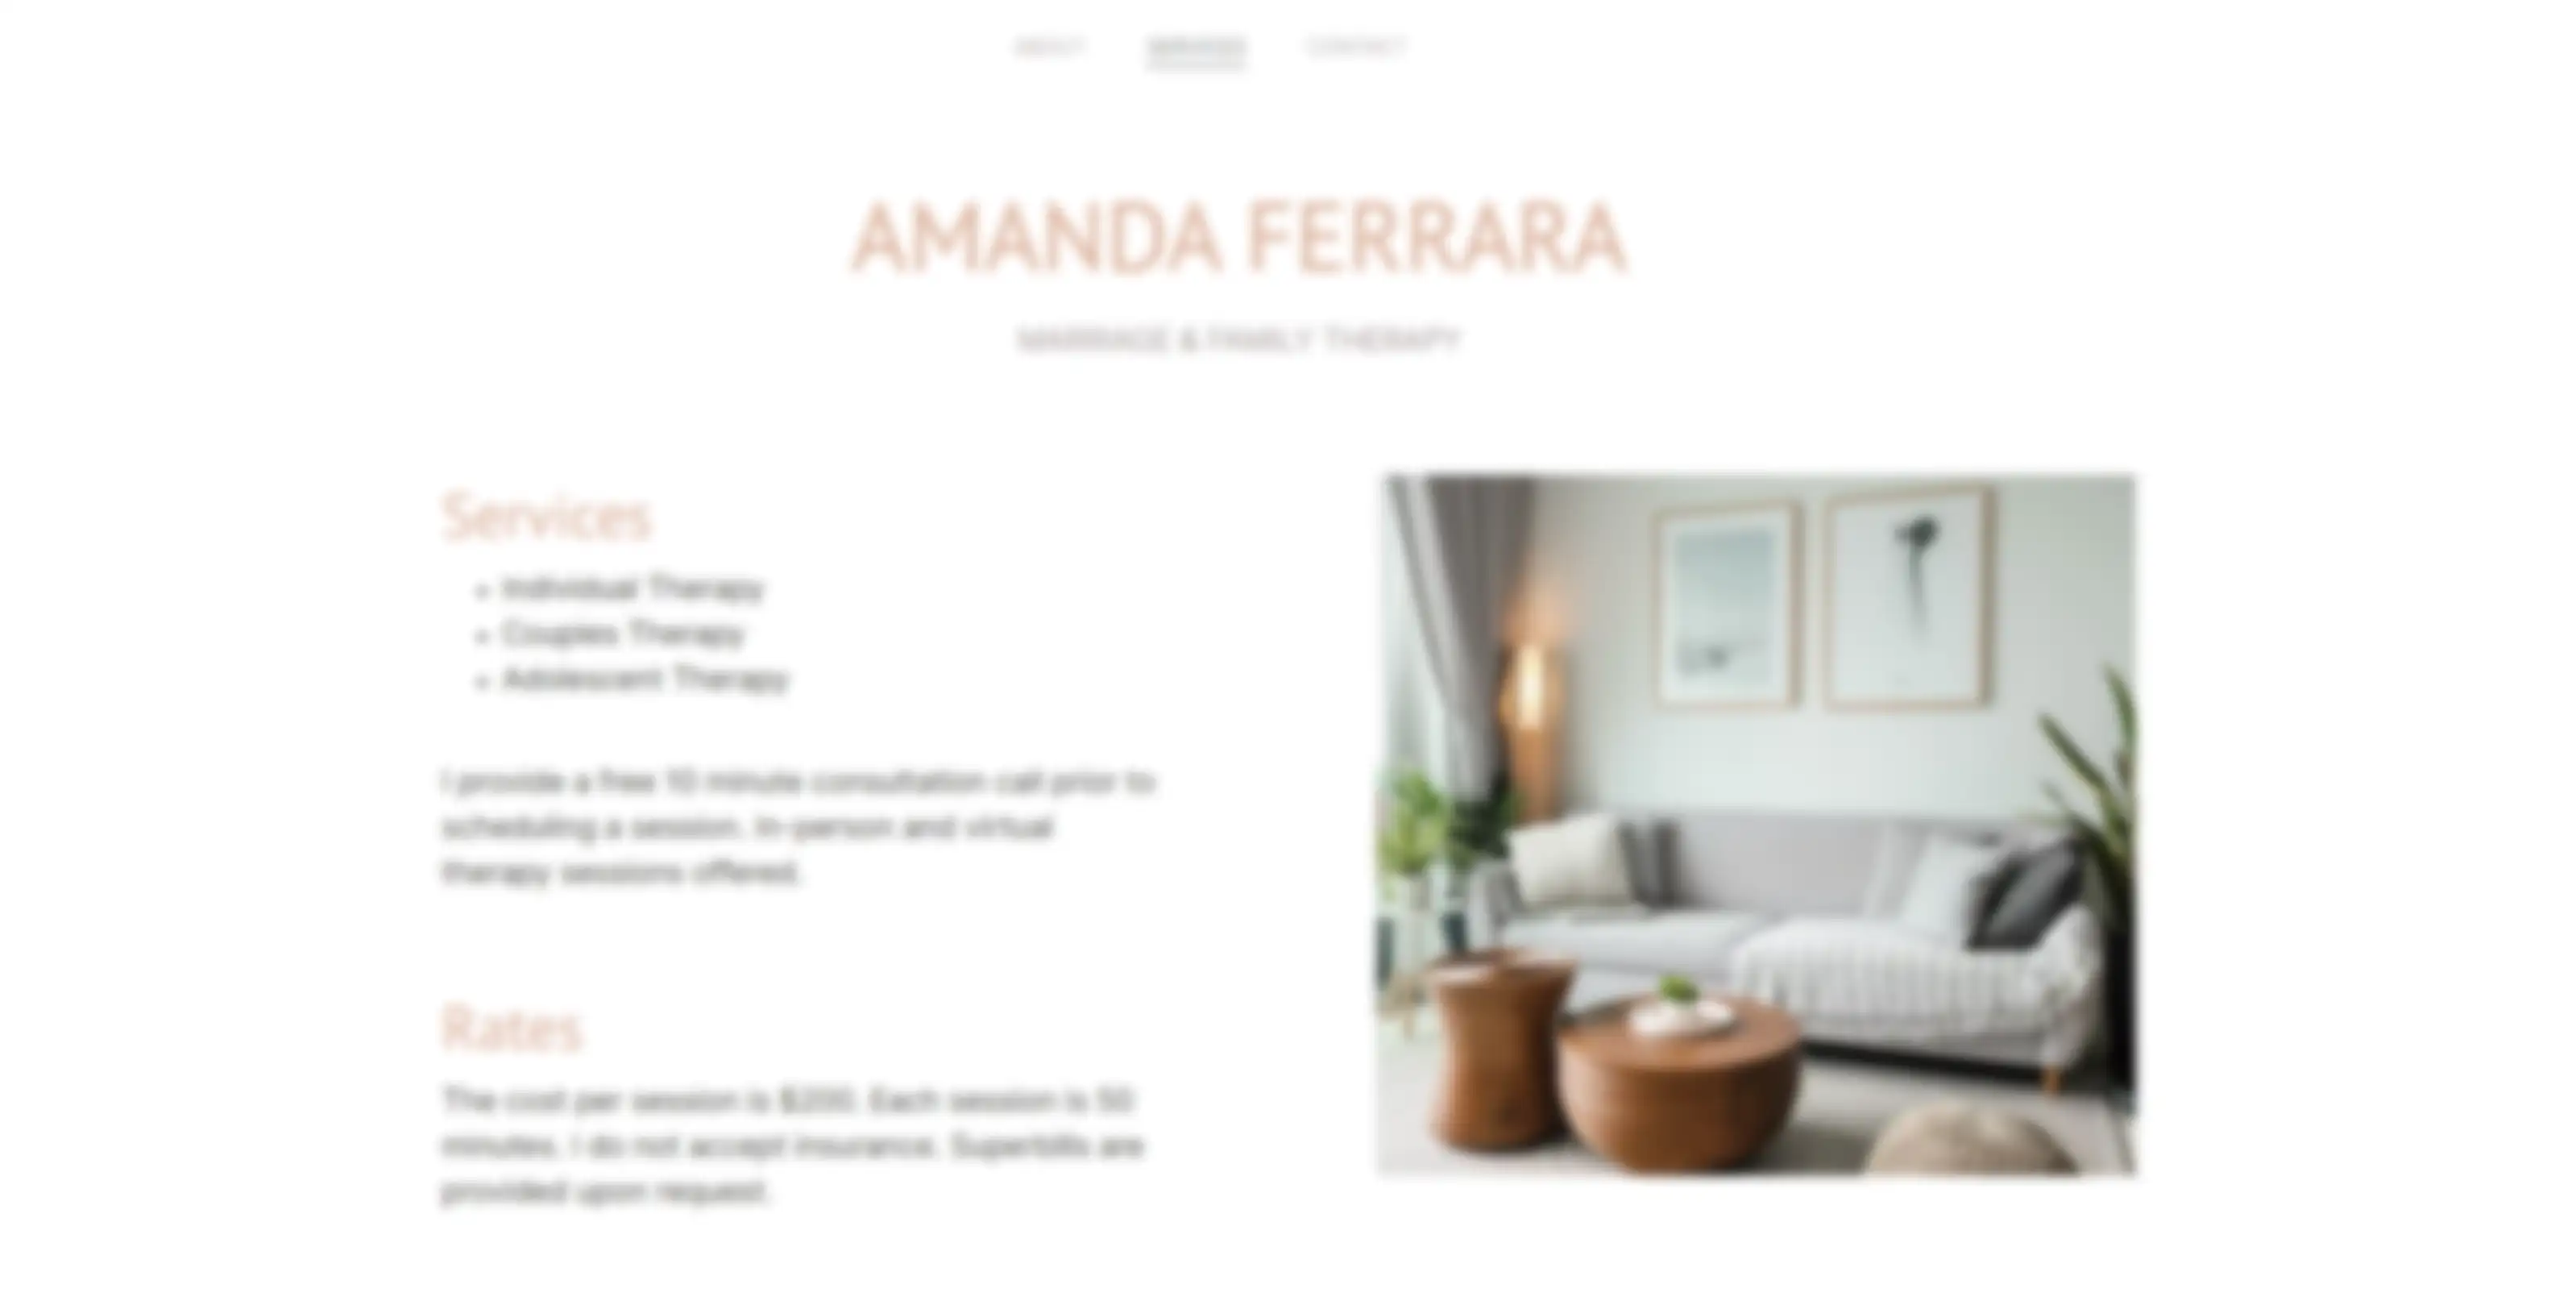 ABOUT
SERVICES
CONTACT
AMANDA FERRARA
MARRIAGE & FAMILY THERAPY
Services
• Individual Therapy
• Couples Therapy
• Adolescent Therapy
I provide a free 10 minute consultation call prior to
scheduling a session. In-person and virtual
therapy sessions offered.
Rates
The cost per session is $200. Each session is 50
minutes. I do not accept insurance. Superbills are
provided upon request.